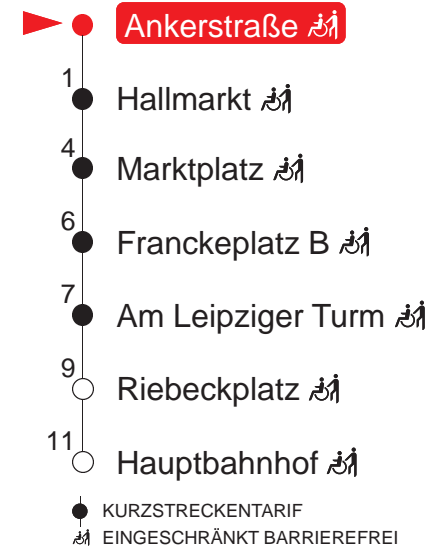 Ankerstraße
1
Hallmarkt
4
Marktplatz
6
Franckeplatz B
7
Am Leipziger Turm
9
Riebeckplatz
11
Hauptbahnhof
KURZSTRECKENTARIF
EINGESCHRÄNKT BARRIEREFREI